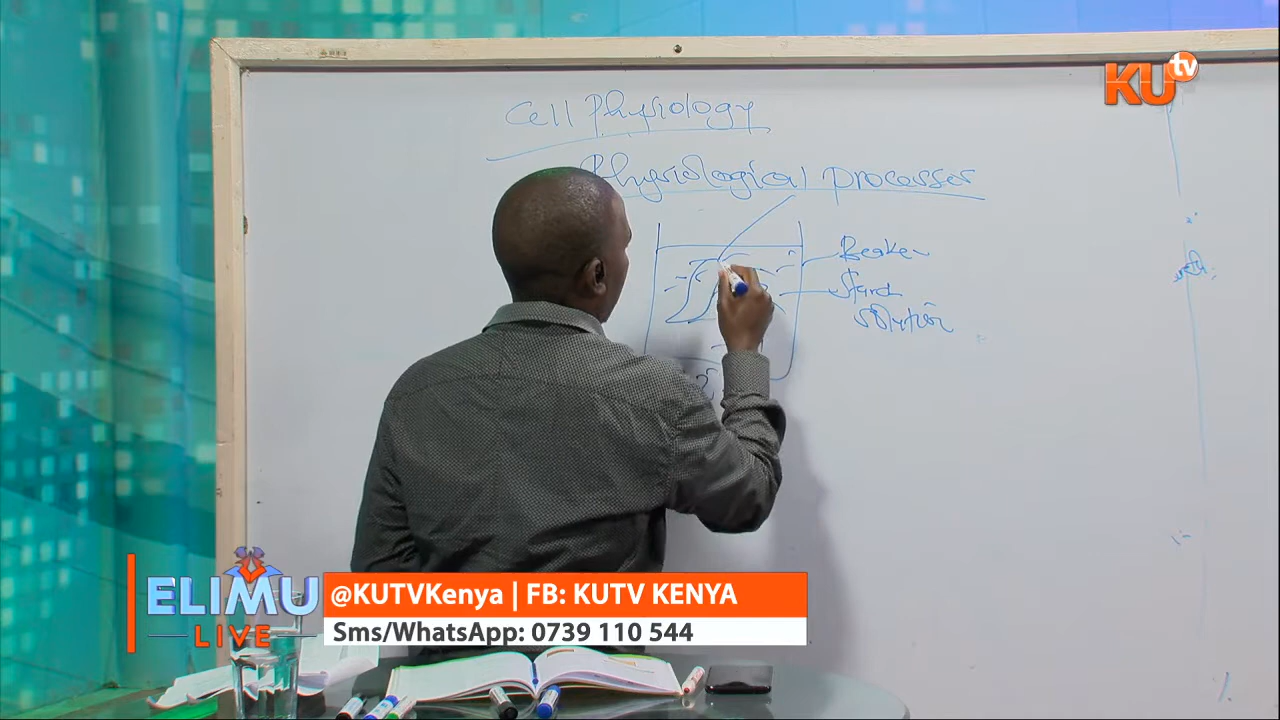 KU tv
Cell Physiology
Physiological processes
Beaker
Starch
solution
ELIMU
LIVE
@KUTVKenya | FB: KUTV KENYA
Sms/WhatsApp: 0739 110 544